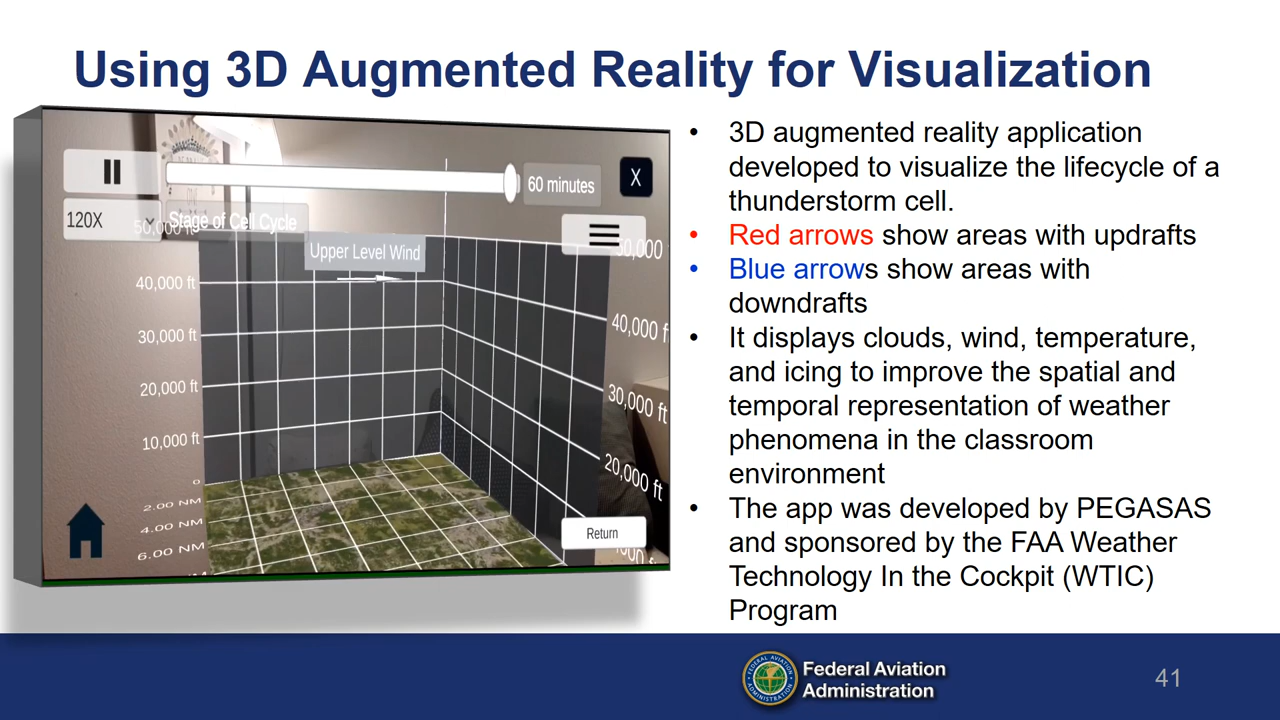 Using 3D Augmented Reality for Visualization
60 minutes
X
120X
Stage of Cell Cycle
50,000 ft
50,000
Upper Level Wind
40,000 ft
30,000 ft
20,000 ft
10,000 ft
0
2.00 NM
4.00 NM
6.00 NM
40,000 f
30,000 ft
20,000 ft
Return
• 3D augmented reality application
developed to visualize the lifecycle of a
thunderstorm cell.
• Red arrows show areas with updrafts
• Blue arrows show areas with
downdrafts
• It displays clouds, wind, temperature,
and icing to improve the spatial and
temporal representation of weather
phenomena in the classroom
environment
• The app was developed by PEGASAS
and sponsored by the FAA Weather
Technology In the Cockpit (WTIC)
Program
Federal Aviation
Administration
41